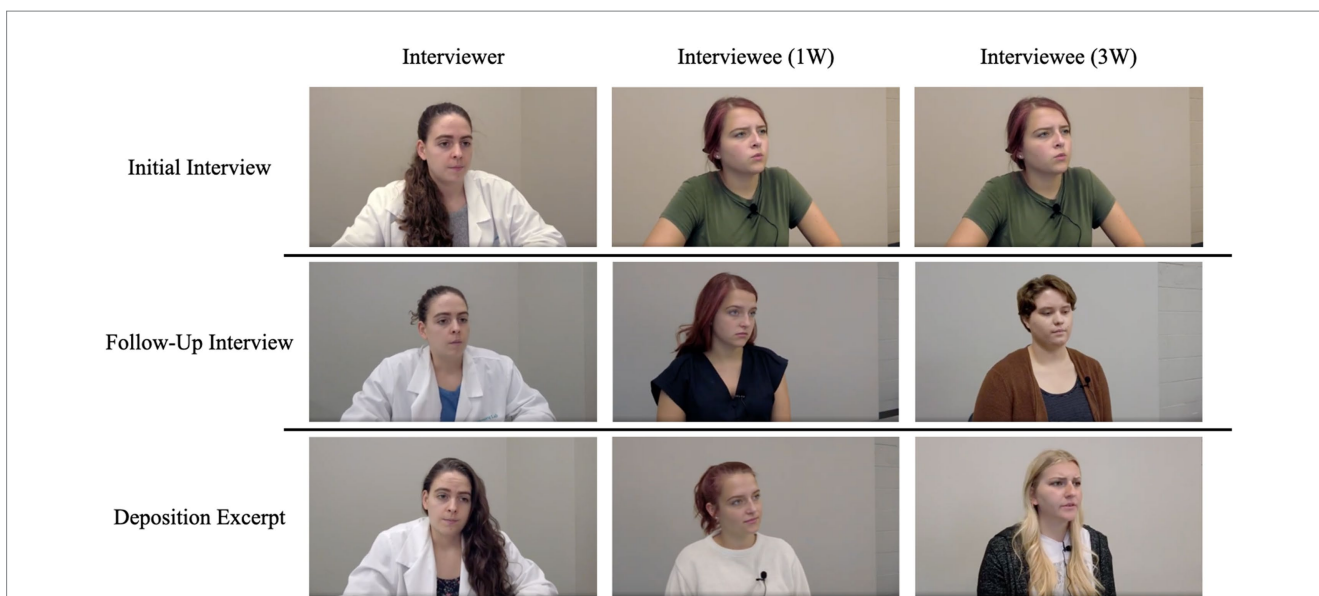 Interviewer Interviewee (1W) Interviewee (3W)
Initial Interview
Follow-Up Interview
Deposition Excerpt